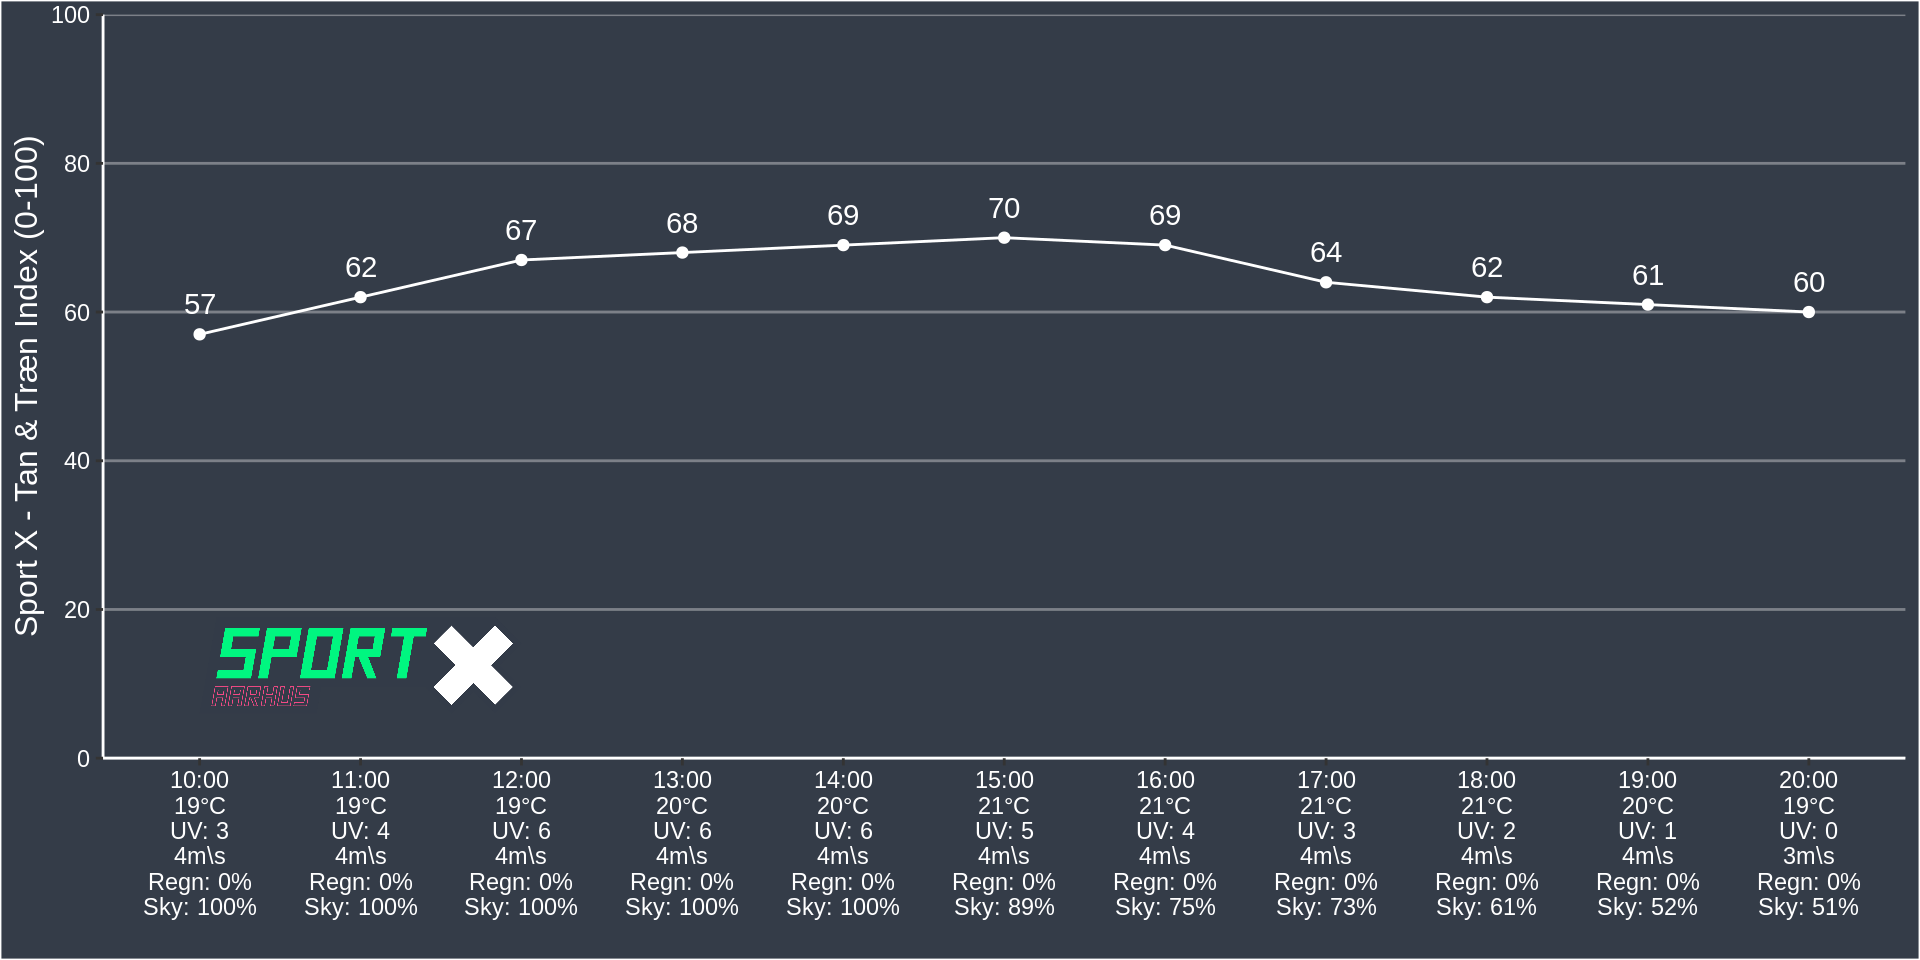 Sport X - Tan & Træn Index (0-100)
100
80
60
40
20
0
57
62
67
68
69
70
69
64
62
61
60
SPORT X
AARHUS
10:00 11:00 12:00 13:00 14:00 15:00 16:00 17:00 18:00 19:00 20:00
19°C 19°C 19°C 20°C 20°C 21°C 21°C 21°C 21°C 20°C 19°C
UV: 3 UV: 4 UV: 6 UV: 6 UV: 6 UV: 5 UV: 4 UV: 3 UV: 2 UV: 1 UV: 0
4m\s 4m\s 4m\s 4m\s 4m\s 4m\s 4m\s 4m\s 4m\s 4m\s 3m\s
Regn: 0% Regn: 0% Regn: 0% Regn: 0% Regn: 0% Regn: 0% Regn: 0% Regn: 0% Regn: 0% Regn: 0% Regn: 0%
Sky: 100% Sky: 100% Sky: 100% Sky: 100% Sky: 100% Sky: 89% Sky: 75% Sky: 73% Sky: 61% Sky: 52% Sky: 51%